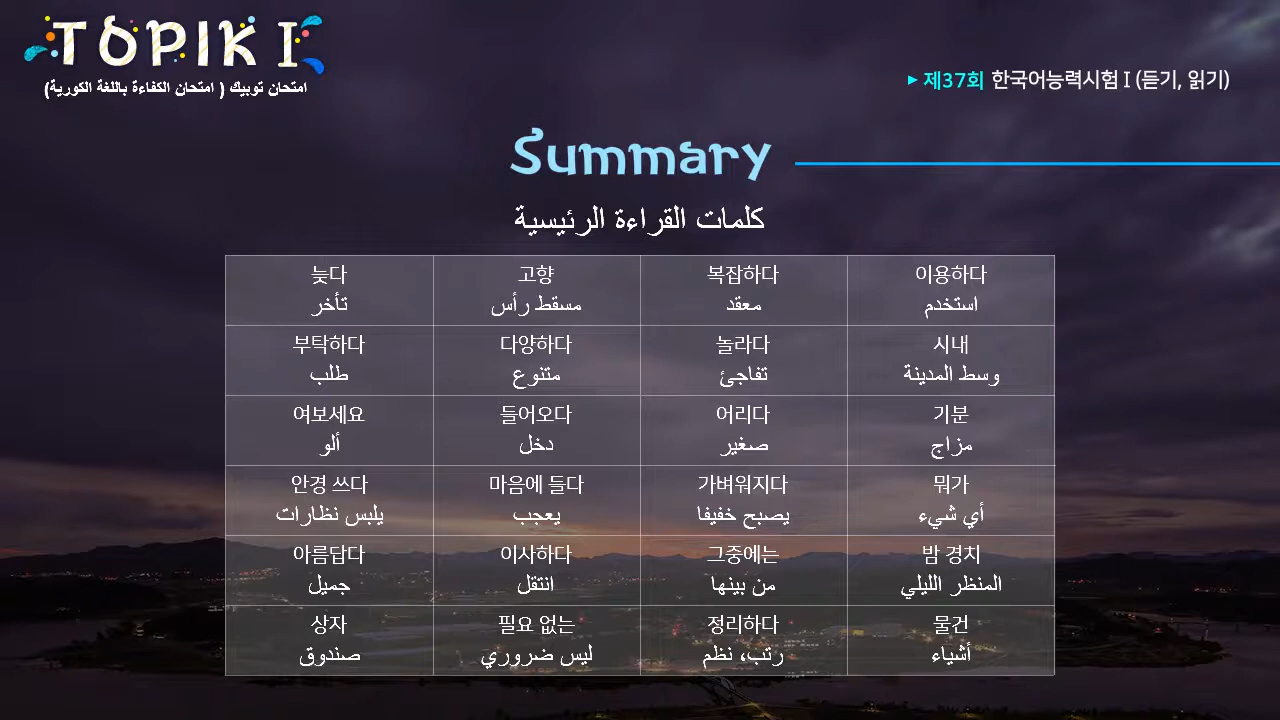 TOPIK I
امتحان توبيك ( امتحان الكفاءة باللغة الكورية)
▶ 제37회 한국어능력시험 I (듣기, 읽기)
Summary
كلمات القراءة الرئيسية
늦다 고향 복잡하다 이용하다
تأخر مسقط رأس معقد استخدم
부탁하다 다양하다 놀라다 시내
طلب متنوع تفاجئ وسط المدينة
여보세요 들어오다 어리다 기분
ألو دخل صغير مزاج
안경 쓰다 마음에 들다 가벼워지다 뭐가
يلبس نظارات يعجب يصبح خفيفا أي شيء
아름답다 이사하다 그중에는 밤 경치
جميل انتقل من بينها المنظر الليلي
상자 필요 없는 정리하다 물건
صندوق ليس ضروري رتب، نظم أشياء